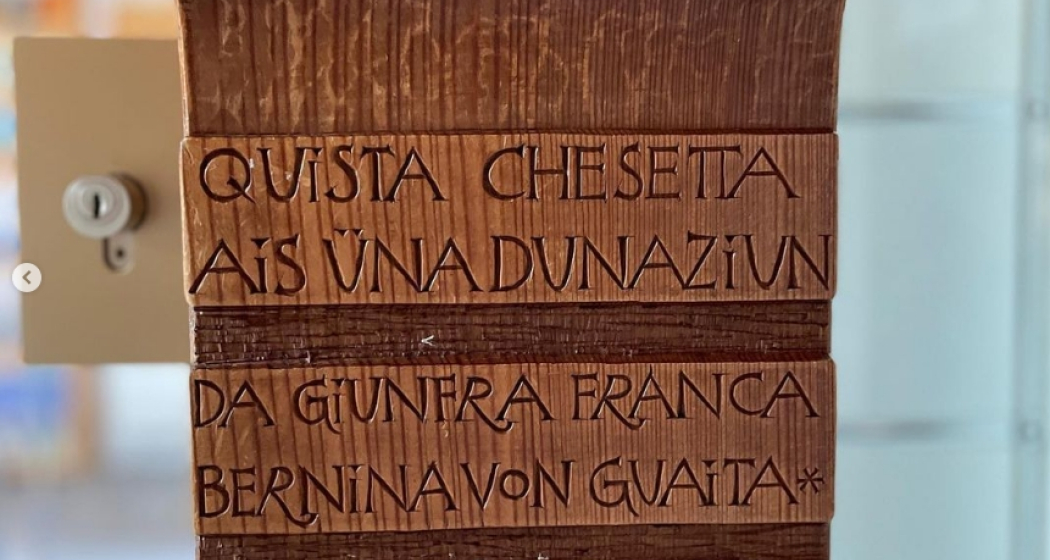 QUISTA CHESETTA
AIS ÜNA DUNAZIUN
DA GIUNFRA FRANCA
BERNINA VON GUAITA*